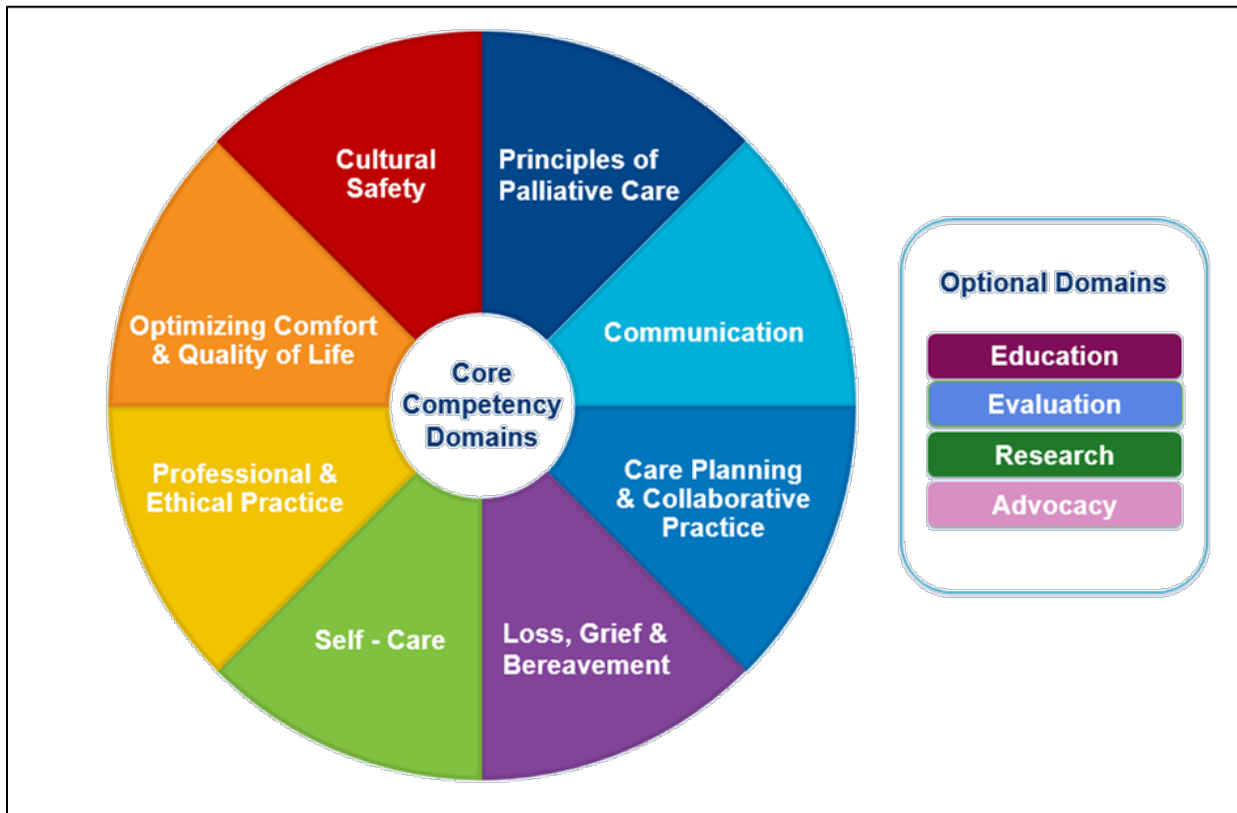 Cultural
Safety
Principles of
Palliative Care
Communication
Care Planning
& Collaborative
Practice
Loss, Grief &
Bereavement
Self - Care
Professional &
Ethical Practice
Optimizing Comfort
& Quality of Life
Core
Competency
Domains
Optional Domains
Education
Evaluation
Research
Advocacy